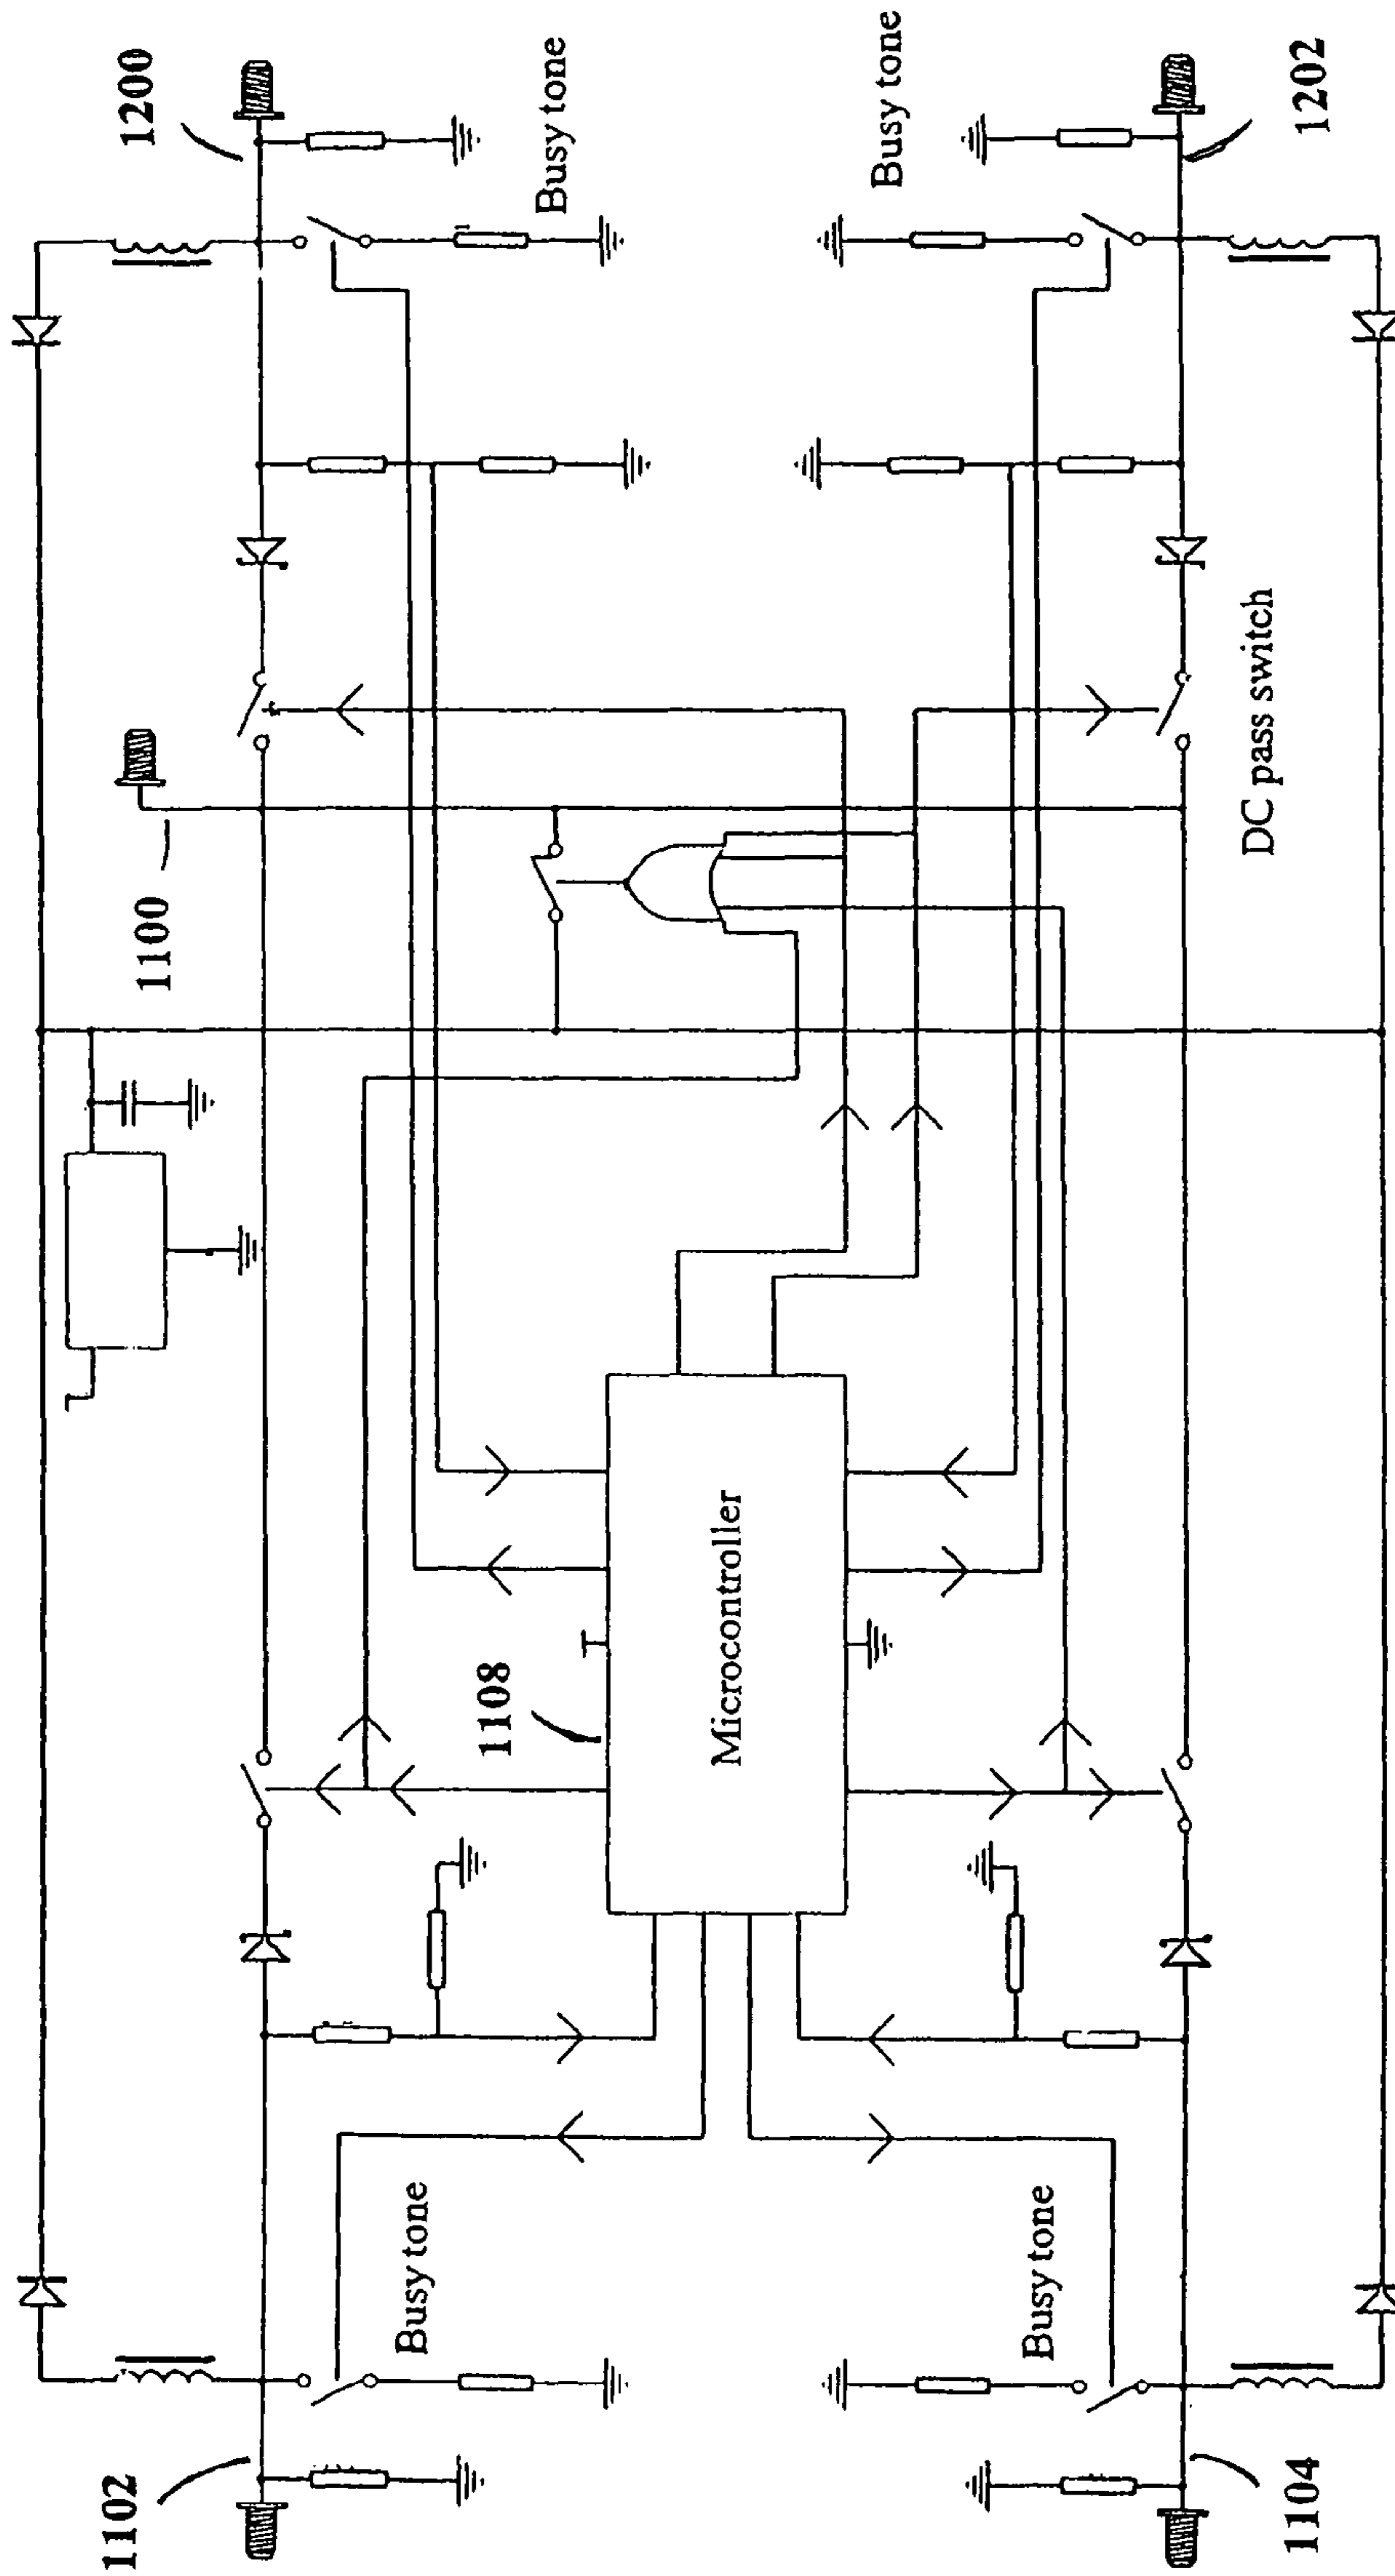 1102
Busy tone
1104
Busy tone
1108
Microcontroller
1100
DC pass switch
1200
Busy tone
1202
Busy tone